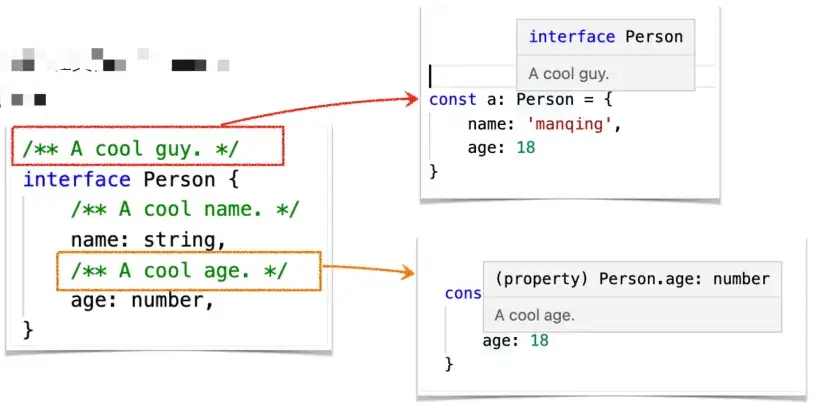 /** A cool guy. */
interface Person {
/** A cool name. */
name: string,
/** A cool age. */
age: number,
}
interface Person
A cool guy.
const a: Person = {
name: 'manqing',
age: 18
}
(property) Person.age: number
cons
A cool age.
age: 18
}